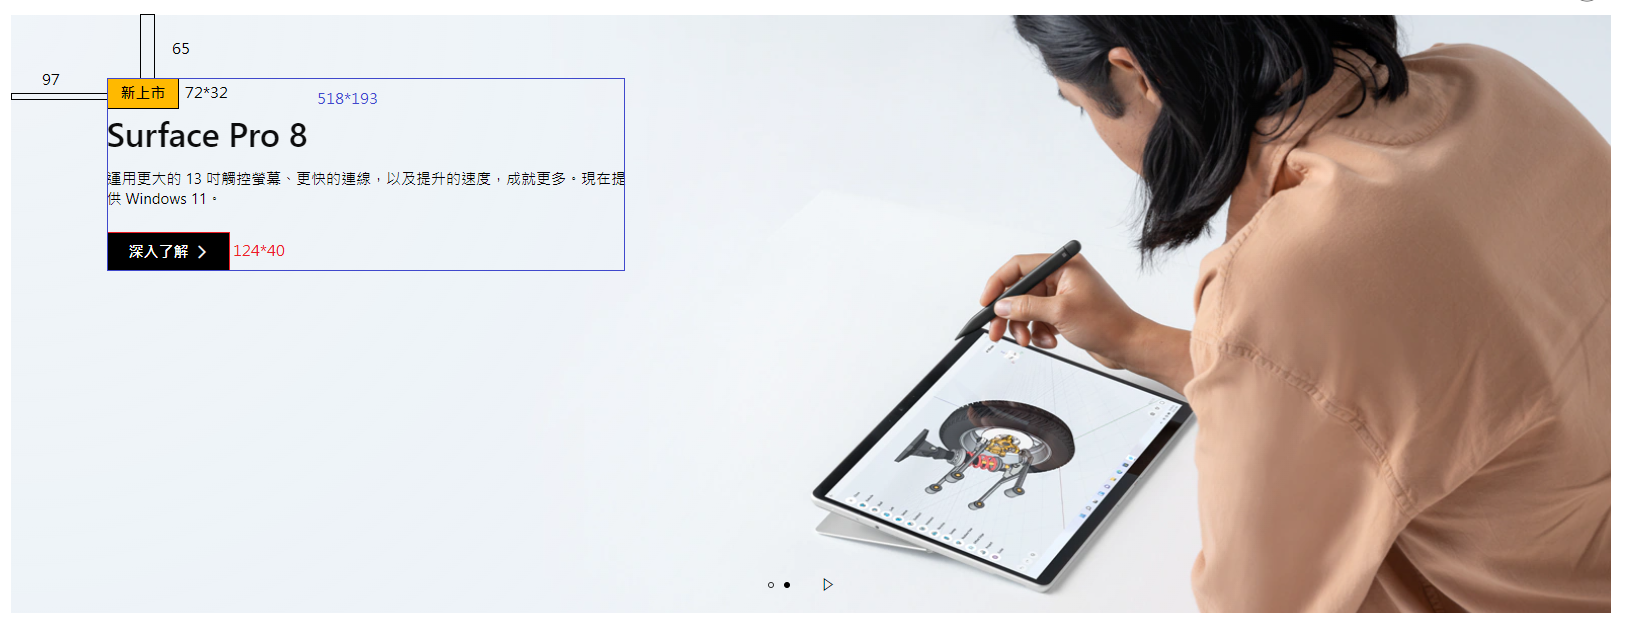 65
97
新上市 72*32
518*193
Surface Pro 8
運用更大的 13 吋觸控螢幕、更快的連線，以及提升的速度，成就更多。現在提
供 Windows 11。
深入了解 124*40